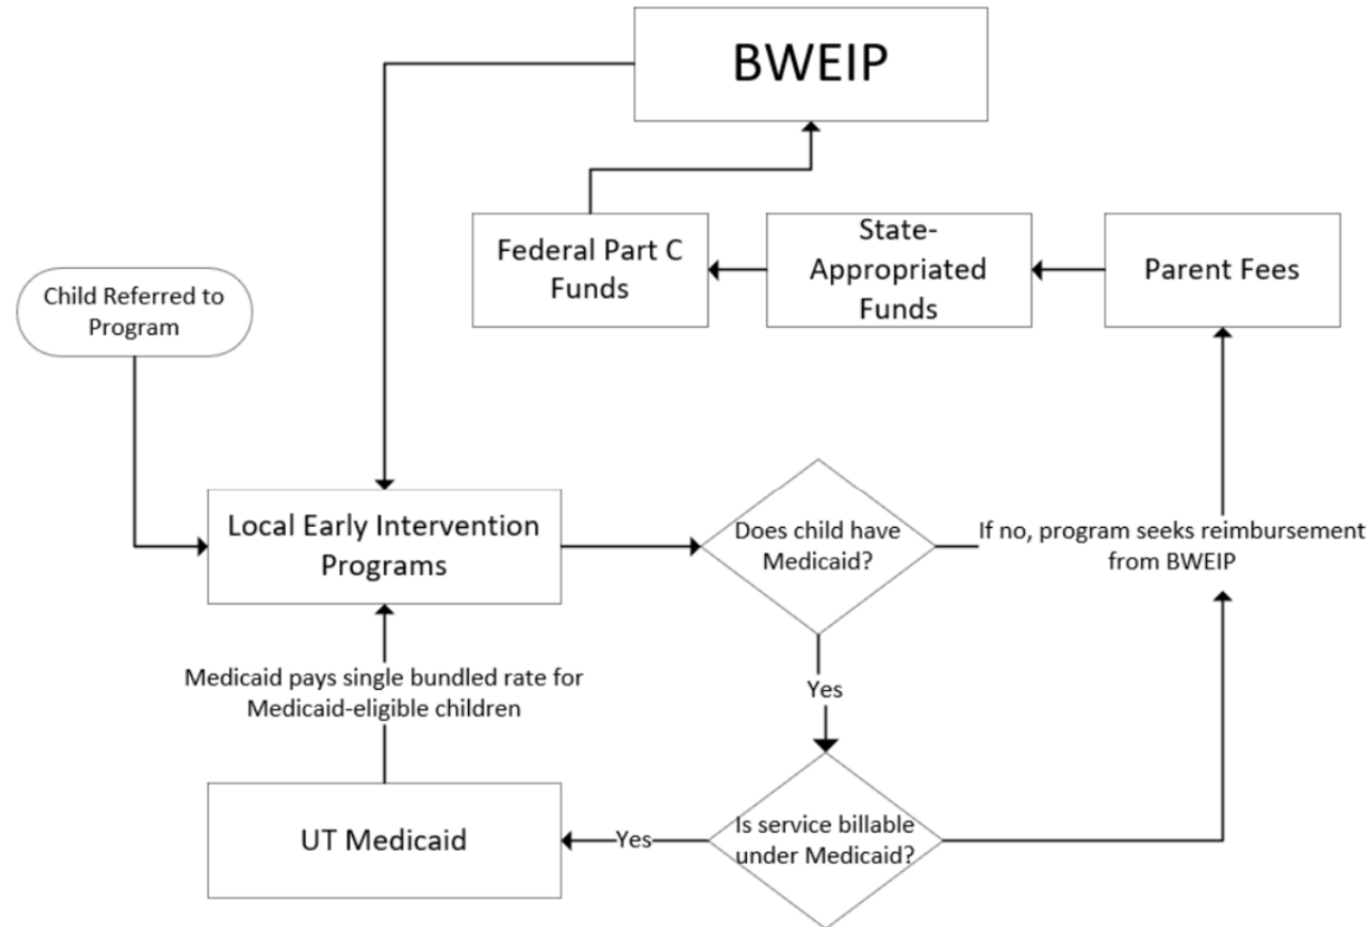 BWEIP
Federal Part C
Funds
State-
Appropriated
Funds
Parent Fees
Child Referred to
Program
Local Early Intervention
Programs
Does child have
Medicaid?
If no, program seeks reimbursement
from BWEIP
Medicaid pays single bundled rate for
Medicaid-eligible children
Yes
UT Medicaid
Yes
Is service billable
under Medicaid?